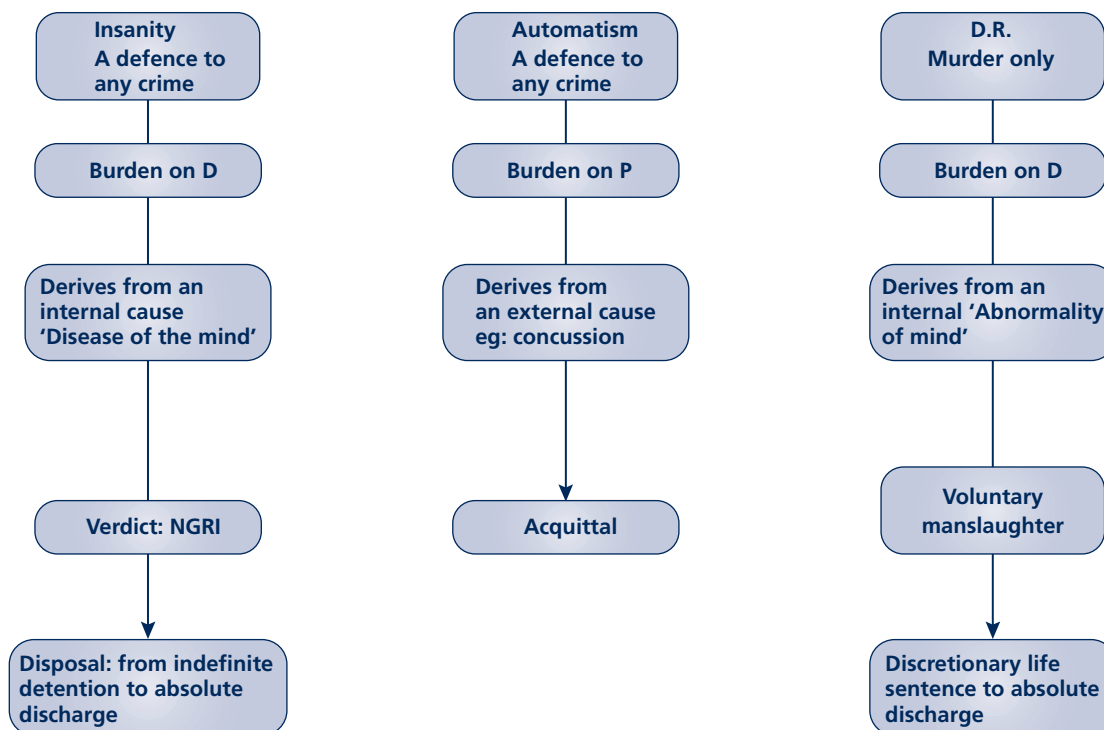 Insanity
A defence to
any crime
Burden on D
Derives from an
internal cause
‘Disease of the mind’
Verdict: NGRI
Disposal: from indefinite
detention to absolute
discharge
Automatism
A defence to
any crime
Burden on P
Derives from
an external cause
eg: concussion
Acquittal
D.R.
Murder only
Burden on D
Derives from an
internal ‘Abnormality
of mind’
Voluntary
manslaughter
Discretionary life
sentence to absolute
discharge